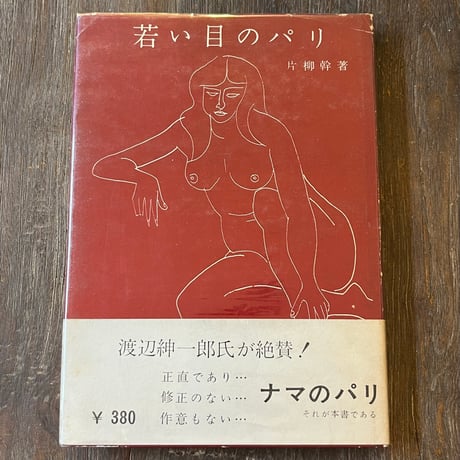 若い目のパリ
片柳幹著
渡辺紳一郎氏が絶賛!
正直であり…
修正のない…
作意もない…
ナマのパリ
それが本書である
¥ 380